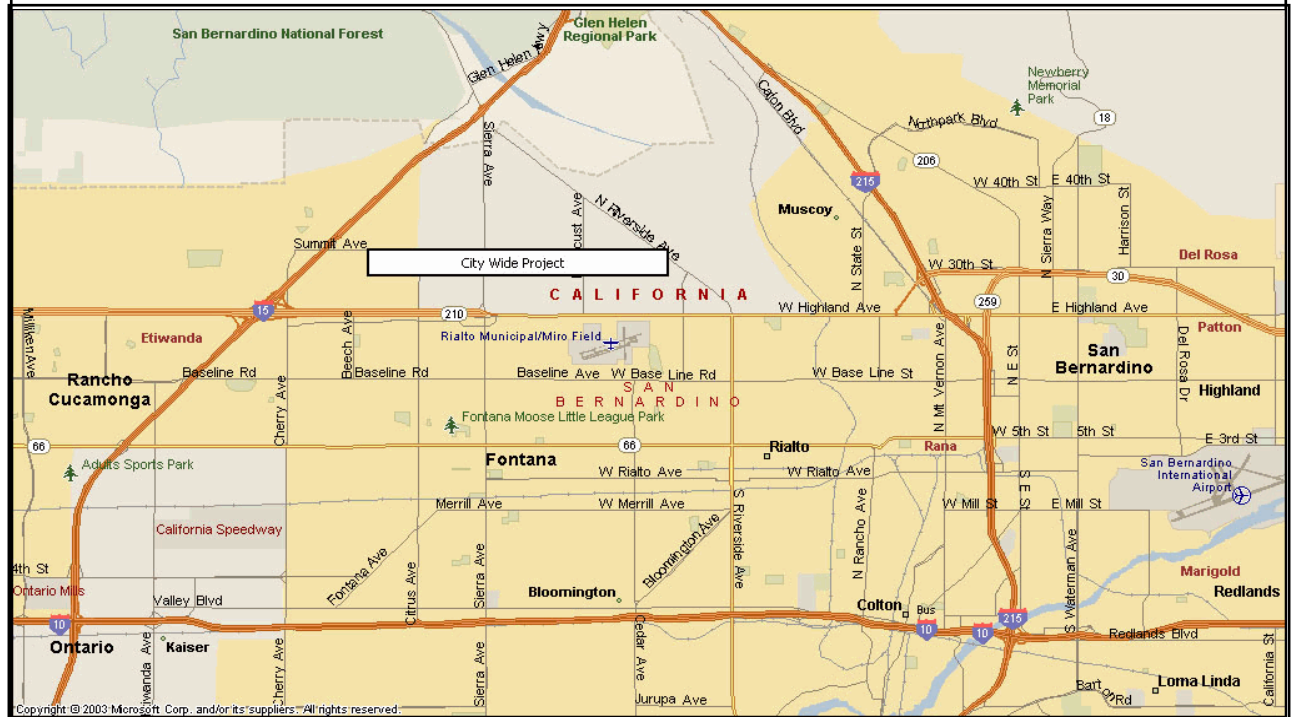 San Bernardino National Forest
Glen Helen
Regional Park
Glen Helen Pkwy
Newberry
Memorial
Park
18
Cajon Blvd
Northpark Blvd
206
Sierra Ave
W 40th St
E 40th St
215
N Riverside Ave
Muscoy
N State St
N Sierra Way
Harrison St
Summit Ave
City Wide Project
W 30th St
Del Rosa
30
CALIFORNIA
W Highland Ave
259
E Highland Ave
15
210
Milliken Ave
Etiwanda
Beech Ave
Rialto Municipal/Miro Field
Patton
San
Bernardino
N E St
N Mt Vernon Ave
Del Rosa Dr
Rancho
Cucamonga
Baseline Rd
Baseline Rd
Baseline Ave
W Base Line Rd
W Base Line St
SAN
BERNARDINO
Highland
Cherry Ave
Fontana Moose Little League Park
66
66
Rialto
Rana
W 5th St
5th St
E 3rd St
Adults Sports Park
Fontana
W Rialto Ave
W Rialto Ave
San Bernardino
International
Airport
S E St
Merrill Ave
W Merrill Ave
W Mill St
E Mill St
California Speedway
S Riverside Ave
N Rancho Ave
Bloomington Ave
Fontana Ave
Citrus Ave
Sierra Ave
S Waterman Ave
4th St
Ontario Mills
Valley Blvd
Bloomington
Colton
Bus
Marigold
Redlands
10
10
10
215
Redlands Blvd
Ontario
Kaiser
Cherry Ave
Sierra Ave
Cedar Ave
Jurupa Ave
Barton Rd
Loma Linda
California St
Copyright © 2003 Microsoft Corp. and/or its suppliers. All rights reserved.